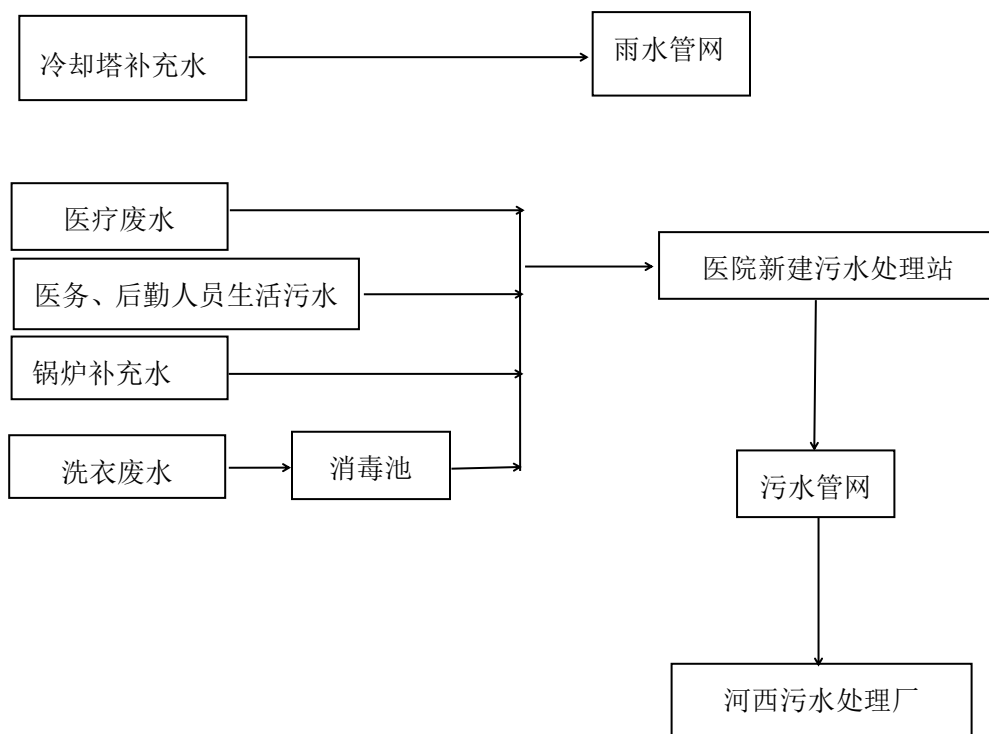 冷却塔补充水
雨水管网
医疗废水
医院新建污水处理站
医务、后勤人员生活污水
锅炉补充水
洗衣废水
消毒池
污水管网
河西污水处理厂